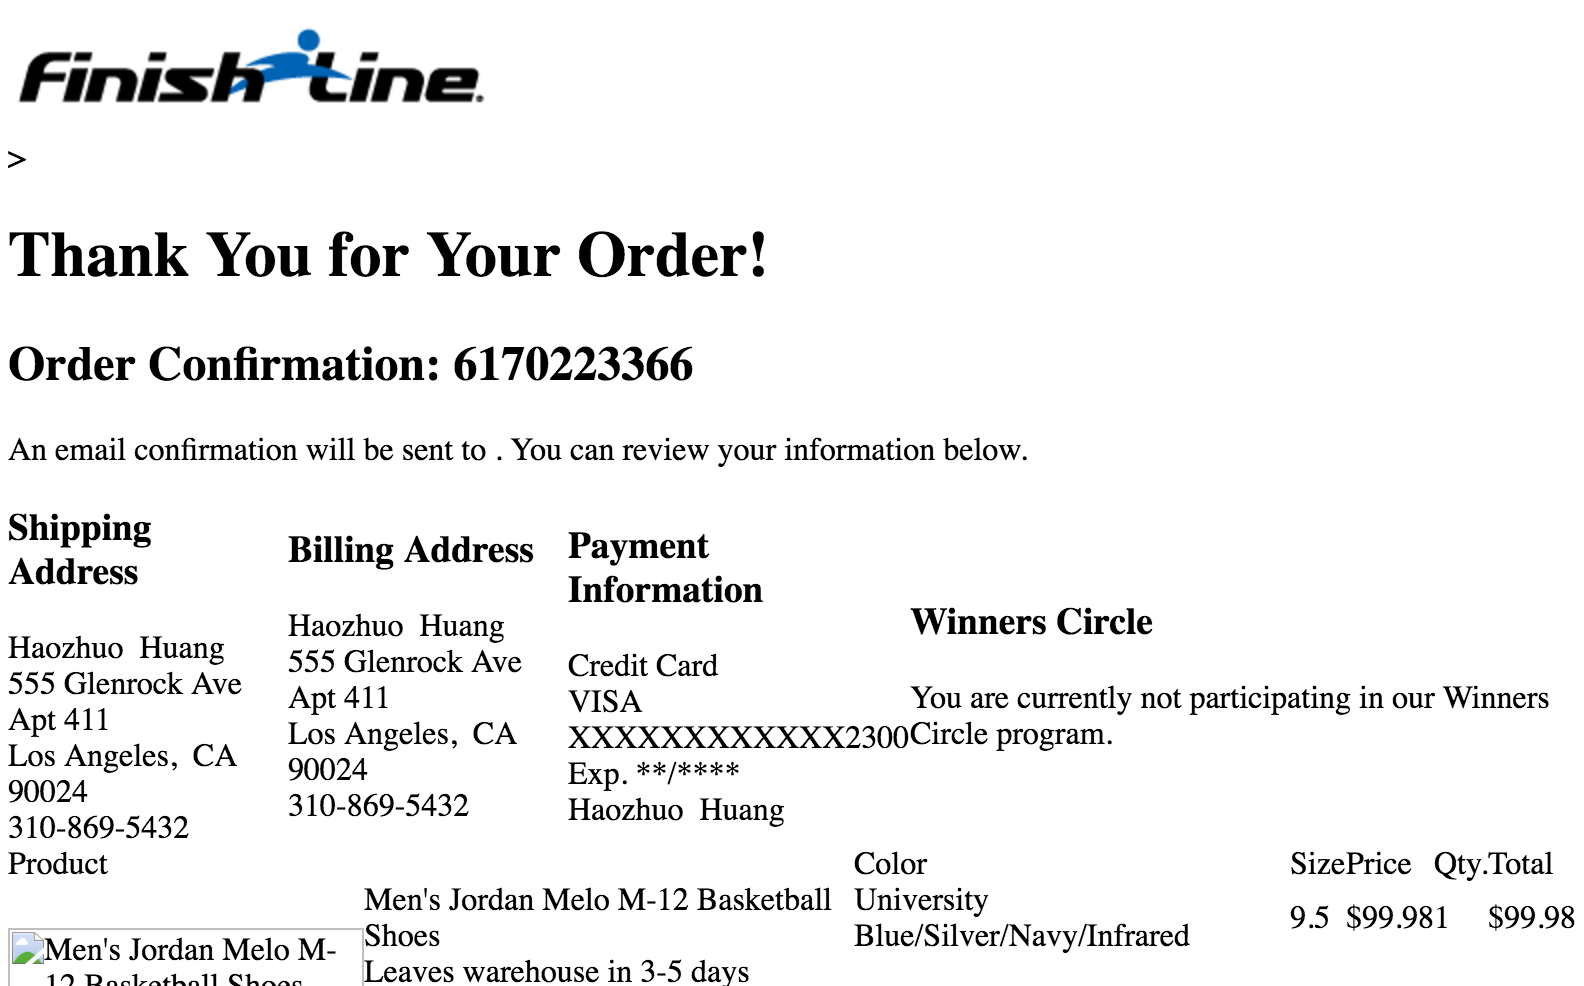 Finish Line.
>
Thank You for Your Order!
Order Confirmation: 6170223366
An email confirmation will be sent to . You can review your information below.
Shipping
Address
Haozhuo  Huang
555 Glenrock Ave
Apt 411
Los Angeles,  CA
90024
310-869-5432
Billing Address
Haozhuo  Huang
555 Glenrock Ave
Apt 411
Los Angeles,  CA
90024
310-869-5432
Payment
Information
Credit Card
VISA
XXXXXXXXXXXX2300
Exp. **/****
Haozhuo  Huang
Winners Circle
You are currently not participating in our Winners
Circle program.
Product
Color
Size
Price
Qty.
Total
Men's Jordan Melo M-
12 Basketball Shoes
Men's Jordan Melo M-12 Basketball
Shoes
Leaves warehouse in 3-5 days
University
Blue/Silver/Navy/Infrared
9.5
$99.98
1
$99.98